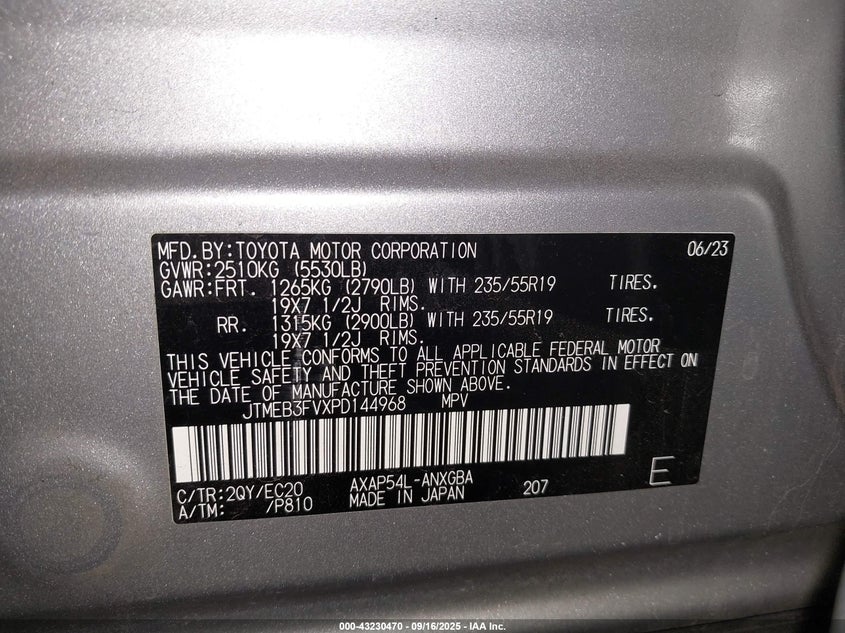 MFD.BY:TOYOTA MOTOR CORPORATION 06/23
GVWR:2510KG (5530LB)
GAWR:FRT. 1265KG (2790LB) WITH 235/55R19 TIRES.
19X7 1/2J RIMS.
RR. 1315KG (2900LB) WITH 235/55R19 TIRES.
19X7 1/2J RIMS.
THIS VEHICLE CONFORMS TO ALL APPLICABLE FEDERAL MOTOR
VEHICLE SAFETY AND THEFT PREVENTION STANDARDS IN EFFECT ON
THE DATE OF MANUFACTURE SHOWN ABOVE.
JTMEB3FVXPD144968 MPV
C/TR:2QY/EC20 AXAP54L-ANXGBA 207 E
A/TM: /P810 MADE IN JAPAN
000-43230470 - 09/16/2025 - IAA Inc.